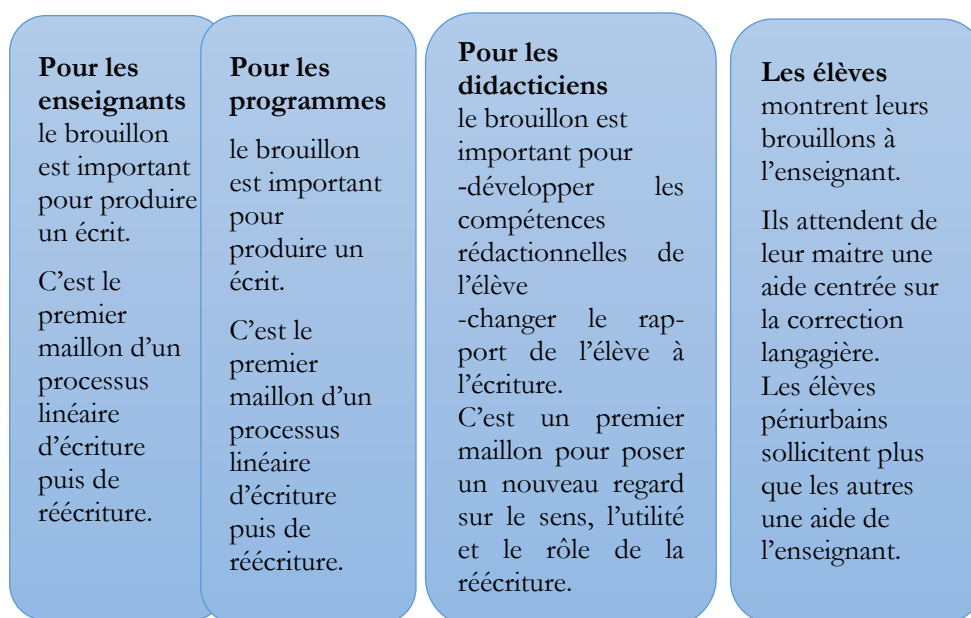 Pour les
enseignants
le brouillon
est important
pour produire
un écrit.
C’est le
premier
maillon d’un
processus
linéaire
d’écriture
puis de
réécriture.
Pour les
programmes
le brouillon
est important
pour
produire un
écrit.
C’est le
premier
maillon d’un
processus
linéaire
d’écriture
puis de
réécriture.
Pour les
didacticiens
le brouillon est
important pour
-développer les
compétences
rédactionnelles de
l’élève
-changer le rap-
port de l’élève à
l’écriture.
C’est un premier
maillon pour poser
un nouveau regard
sur le sens, l’utilité
et le rôle de la
réécriture.
Les élèves
montrent leurs
brouillons à
l’enseignant.
Ils attendent de
leur maitre une
aide centrée sur
la correction
langagière.
Les élèves
périurbains
sollicitent plus
que les autres
une aide de
l’enseignant.